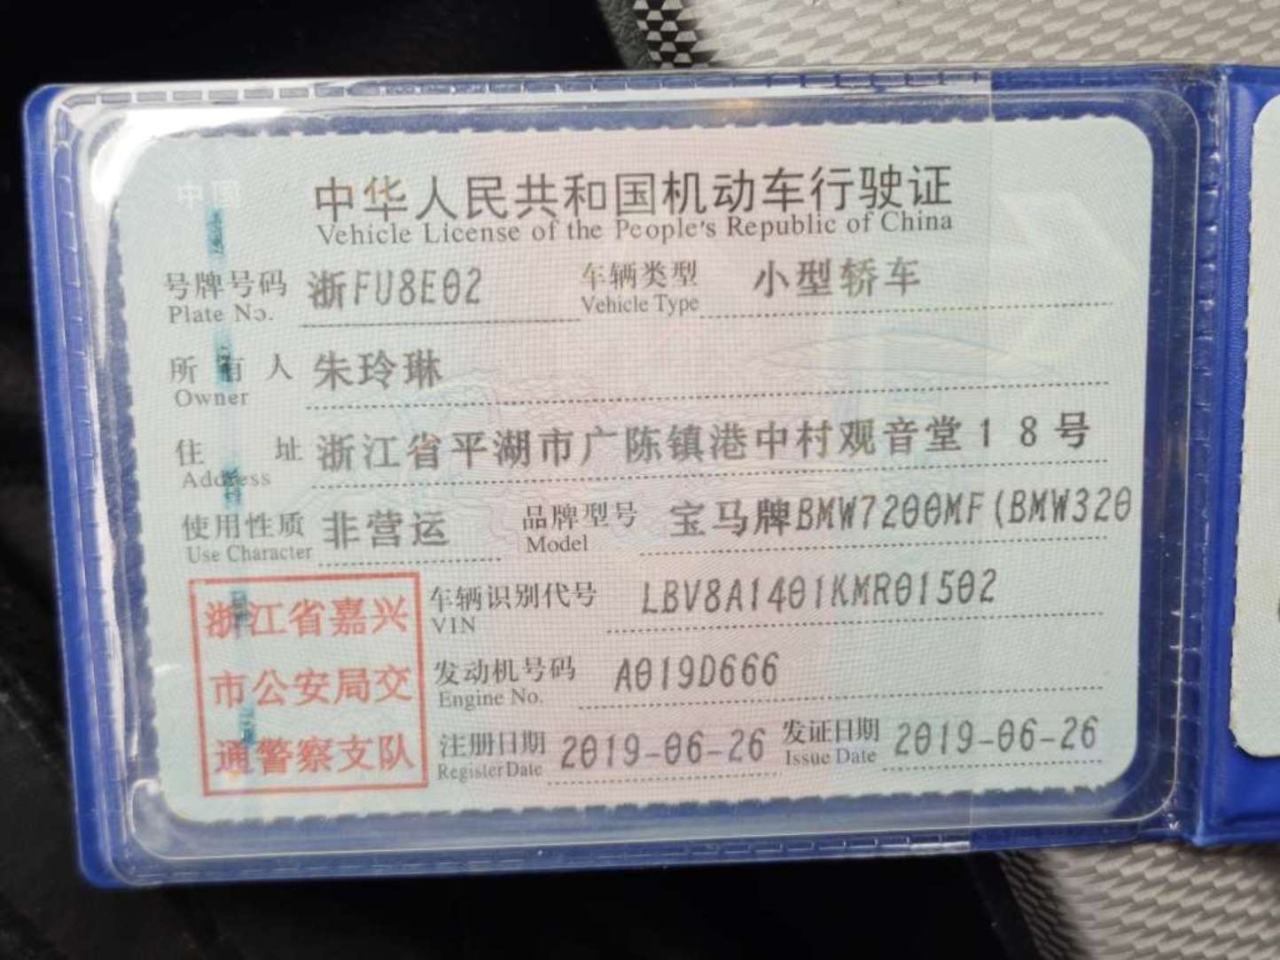 中国
中华人民共和国机动车行驶证
Vehicle License of the People's Republic of China
号牌号码 浙FU8E02 车辆类型 小型轿车
Plate No. Vehicle Type
所有人 朱玲琳
Owner
住址 浙江省平湖市广陈镇港中村观音堂18号
Address
使用性质 非营运 品牌型号 宝马牌BMW7200MF(BMW320
Use Character Model
浙江省嘉兴
市公安局交
通警察支队
车辆识别代号 LBV8A1401KMR01502
VIN
发动机号码 A019D666
Engine No.
注册日期 2019-06-26 发证日期 2019-06-26
Register Date Issue Date